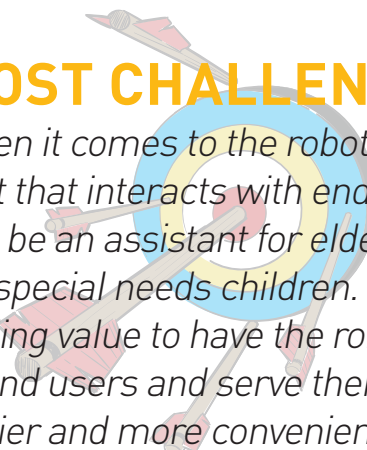 OST CHALLEN
en it comes to the robot
t that interacts with end
be an assistant for elde
special needs children.
ing value to have the ro
nd users and serve the
ier and more convenien